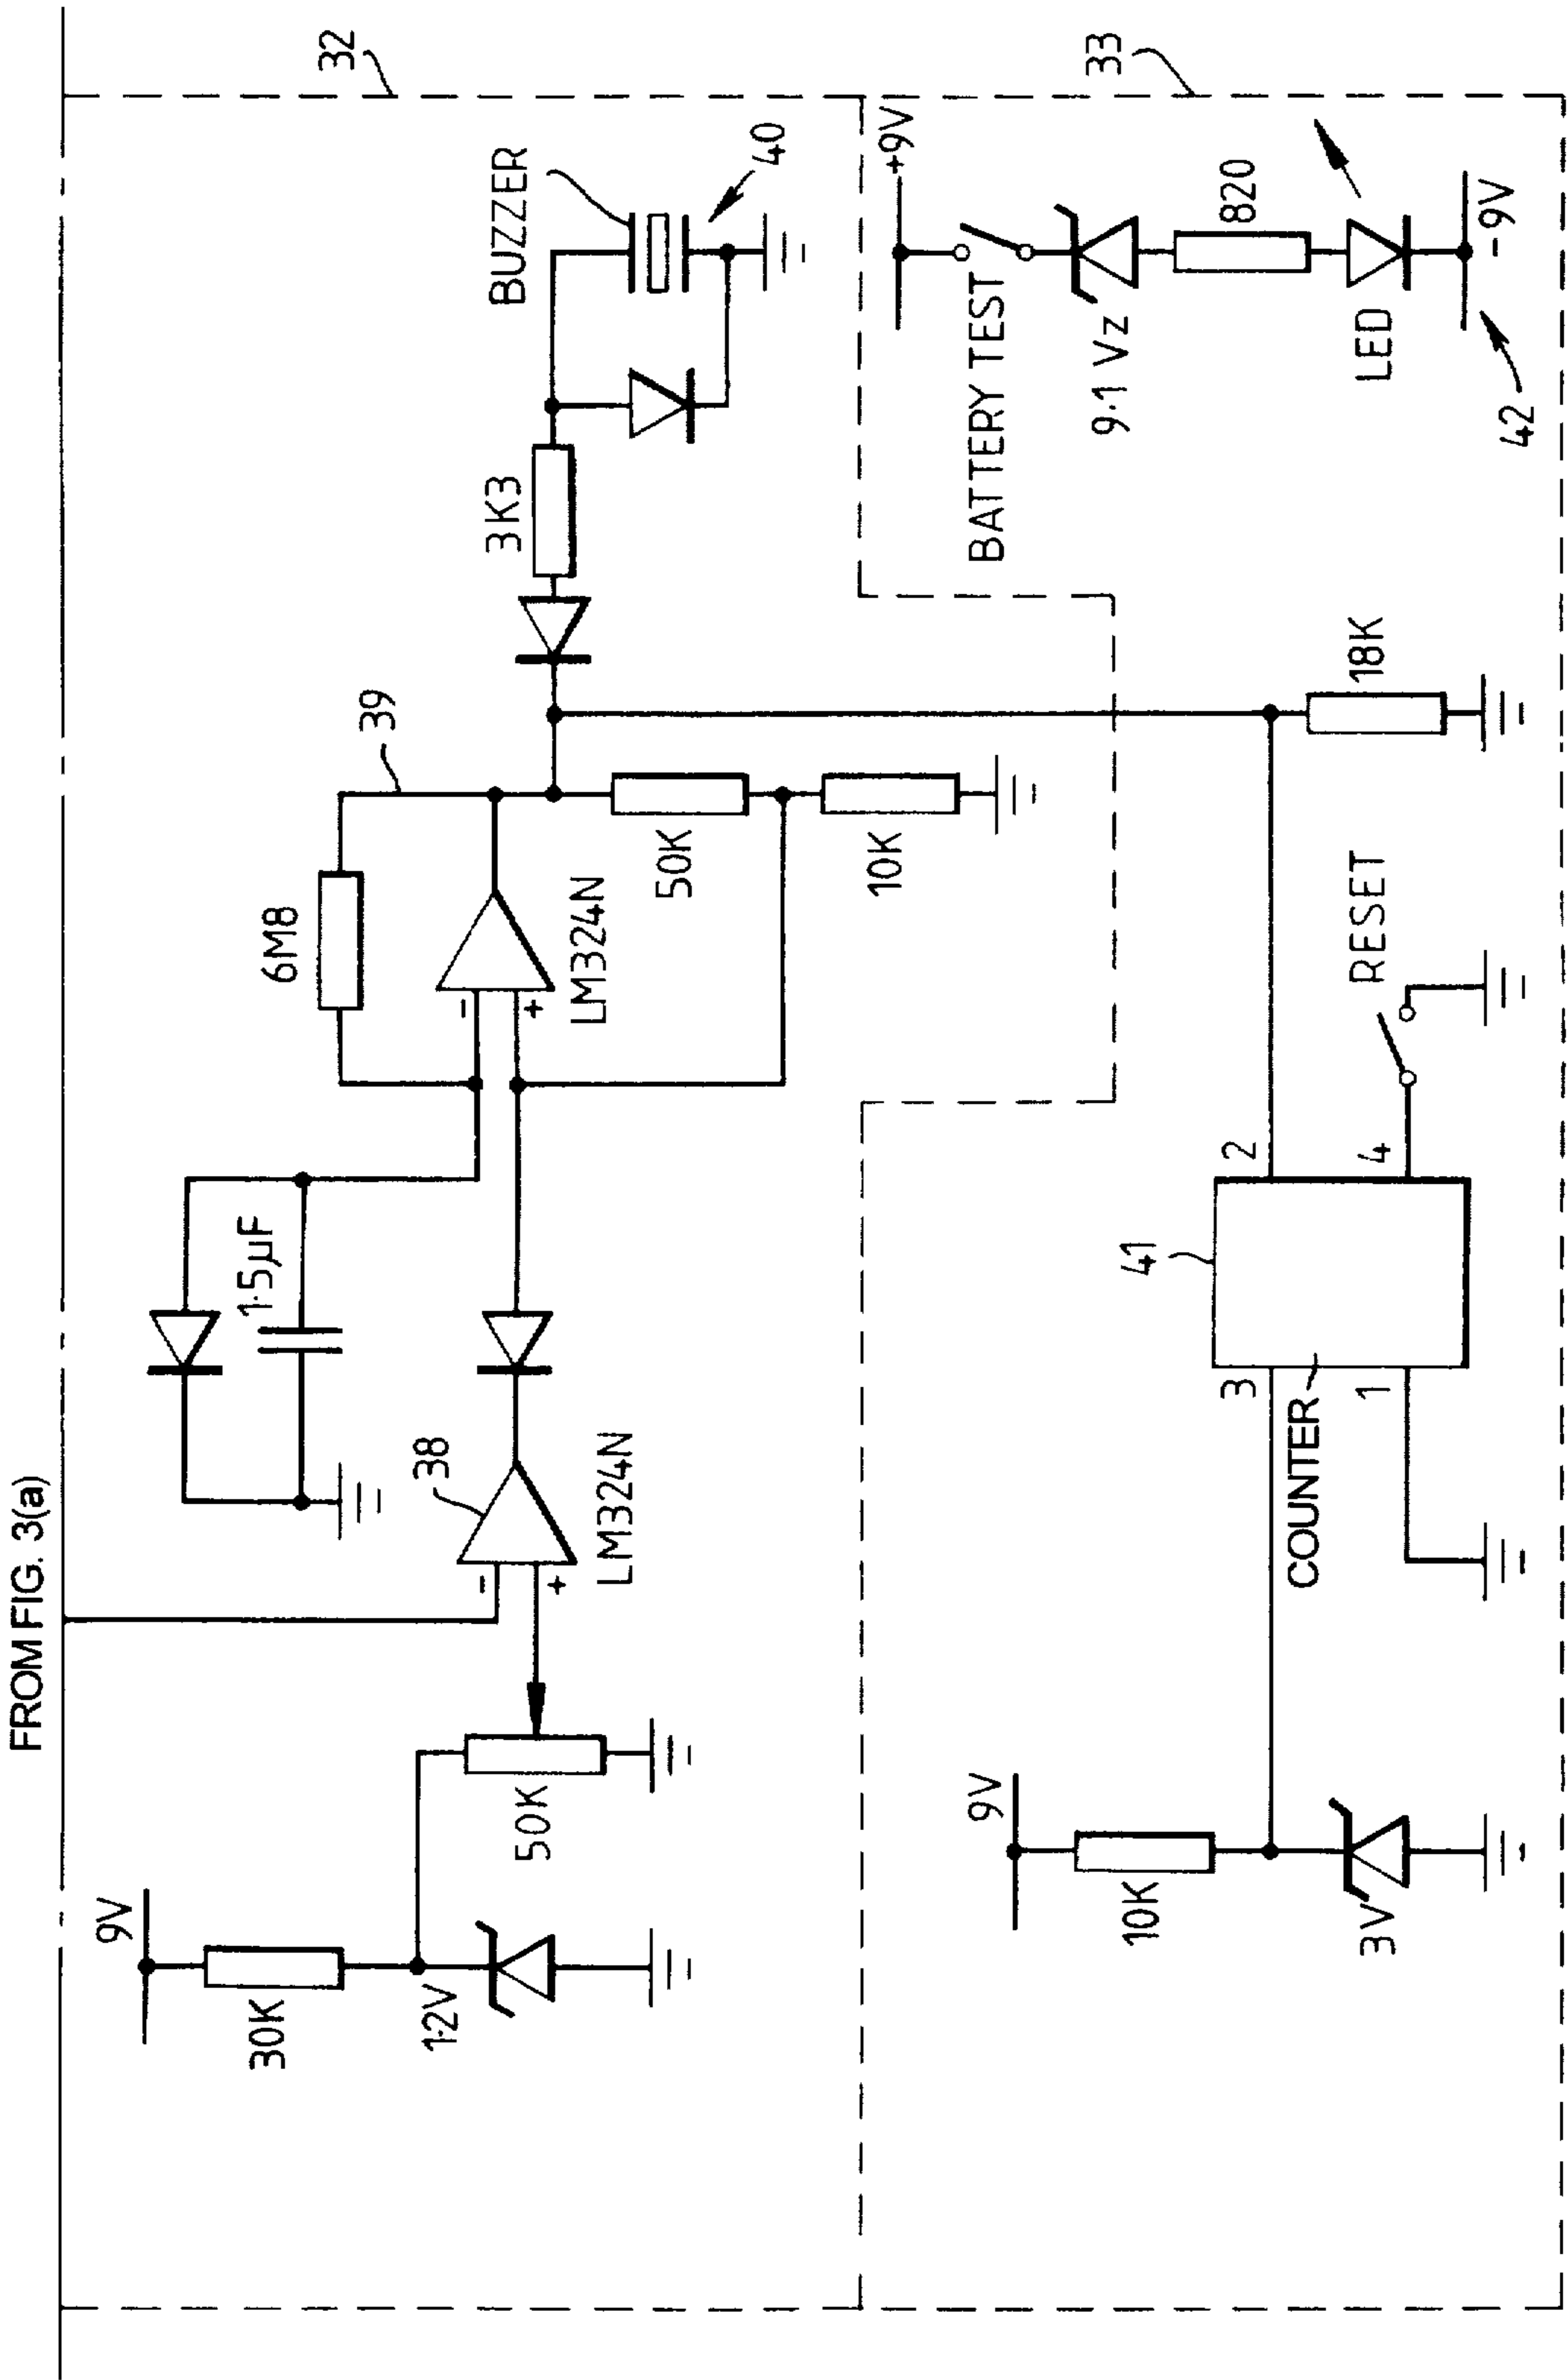 FROM FIG. 3(a)
32
9V
30K
1·2V
50K
-
+
38
LM324N
1·5µF
6M8
39
-
+
LM324N
50K
10K
3K3
BUZZER
40
33
9V
10K
3V
COUNTER
41
3
1
2
4
RESET
18K
BATTERY TEST
+9V
9·1 Vz
820
LED
-9V
42